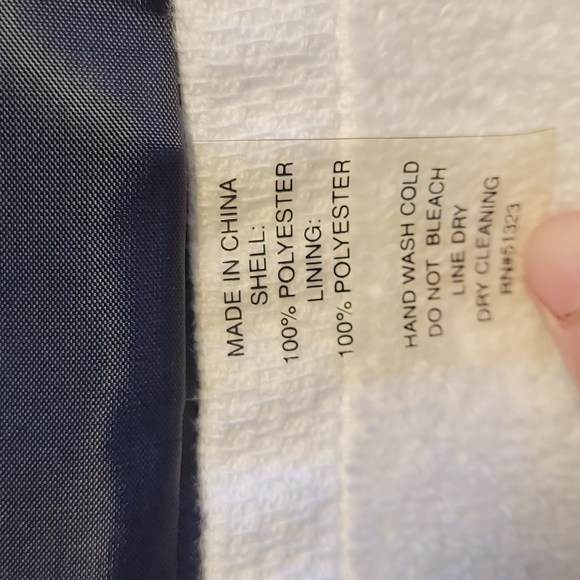 MADE IN CHINA
SHELL:
100% POLYESTER
LINING:
100% POLYESTER
HAND WASH COLD
DO NOT BLEACH
LINE DRY
DRY CLEANING
RN#51323